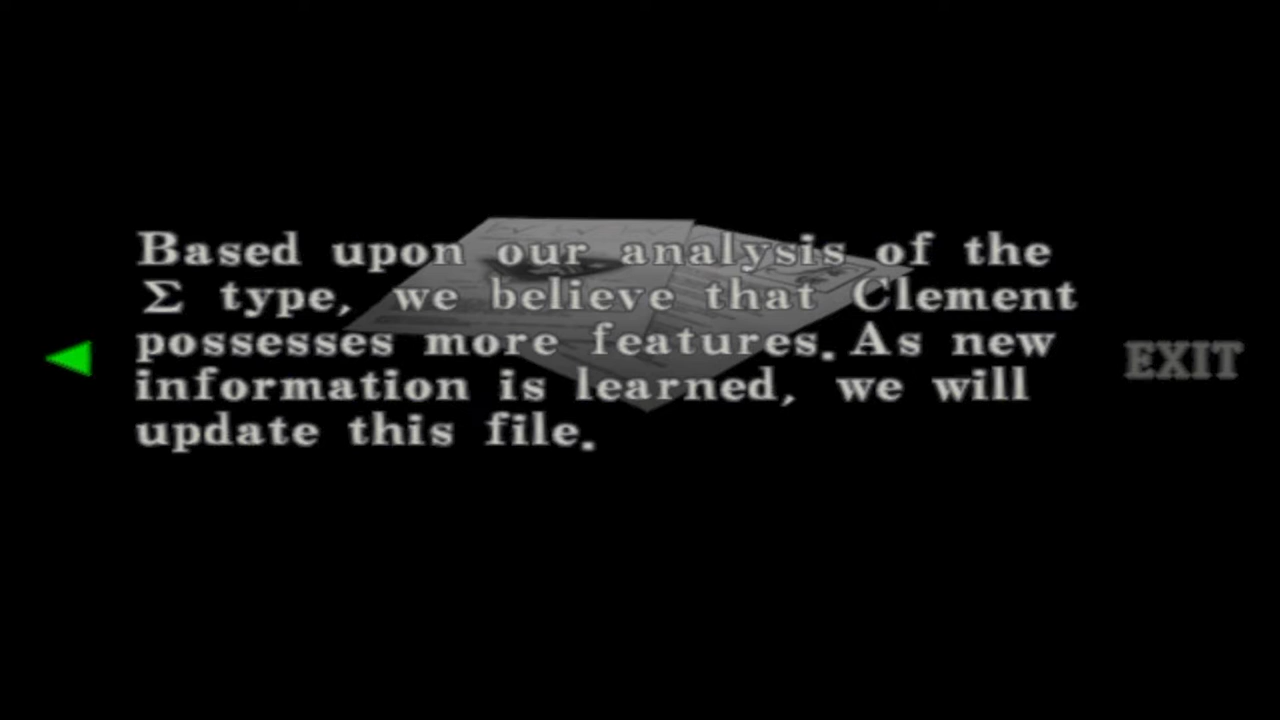 Based upon our analysis of the
Σ type, we believe that Clement
possesses more features. As new
information is learned, we will
update this file.
EXIT